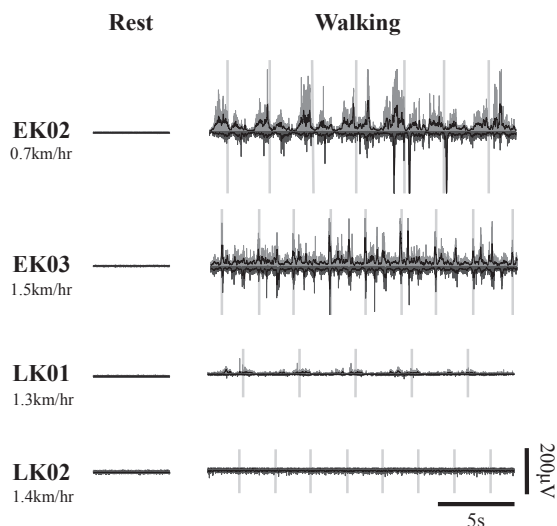 Rest
Walking
EK02
0.7km/hr
EK03
1.5km/hr
LK01
1.3km/hr
LK02
1.4km/hr
200μV
5s